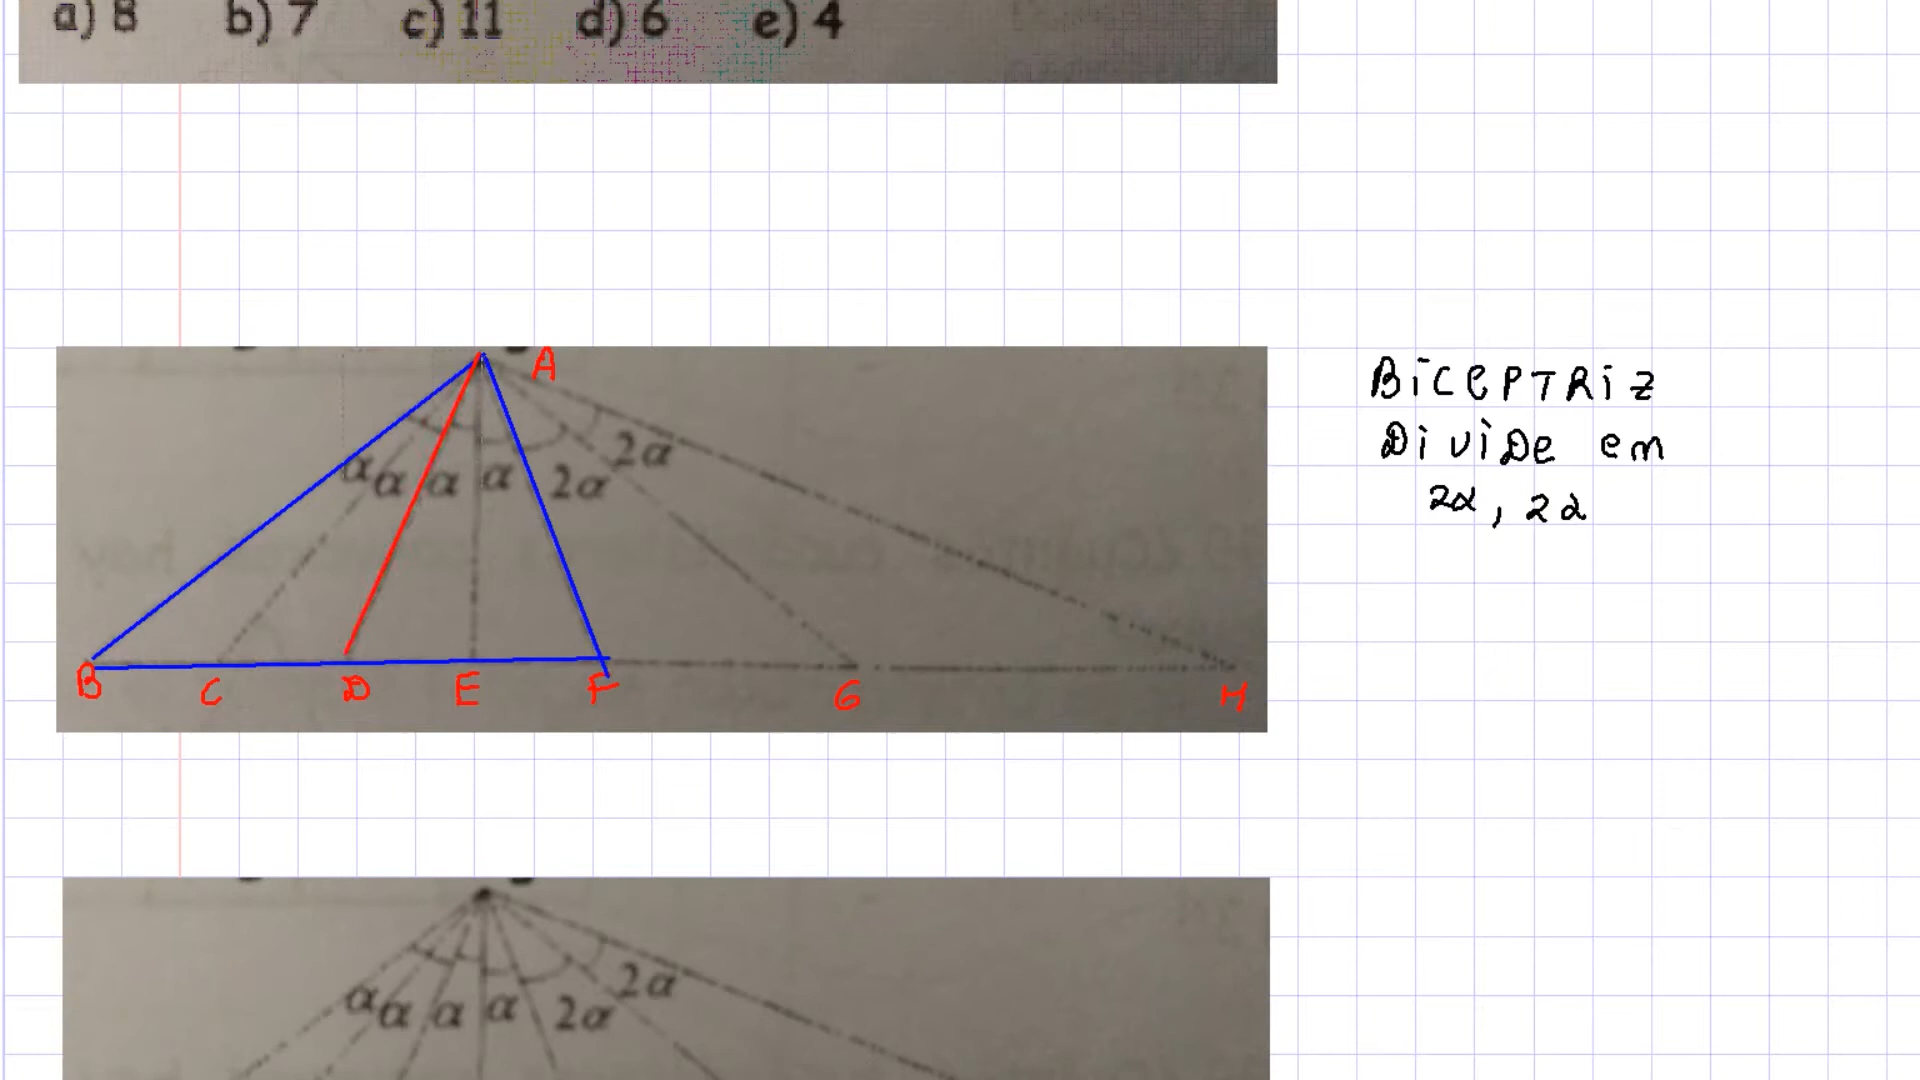 a) 8 b) 7 c) 11 d) 6 e) 4
A
BiCePTRiZ
DiViDe em
2α, 2α
α α α α 2α 2α
B C D E F G H
α α α α 2α 2α